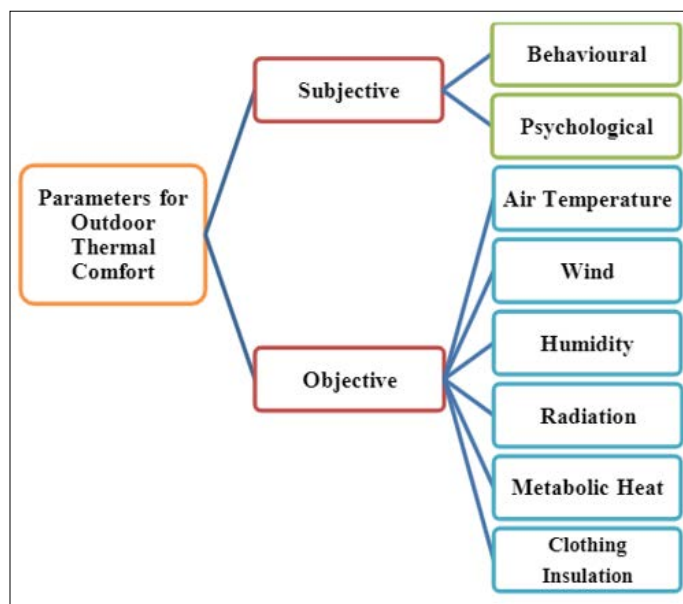 Parameters for
Outdoor
Thermal
Comfort
Subjective
Behavioural
Psychological
Objective
Air Temperature
Wind
Humidity
Radiation
Metabolic Heat
Clothing
Insulation